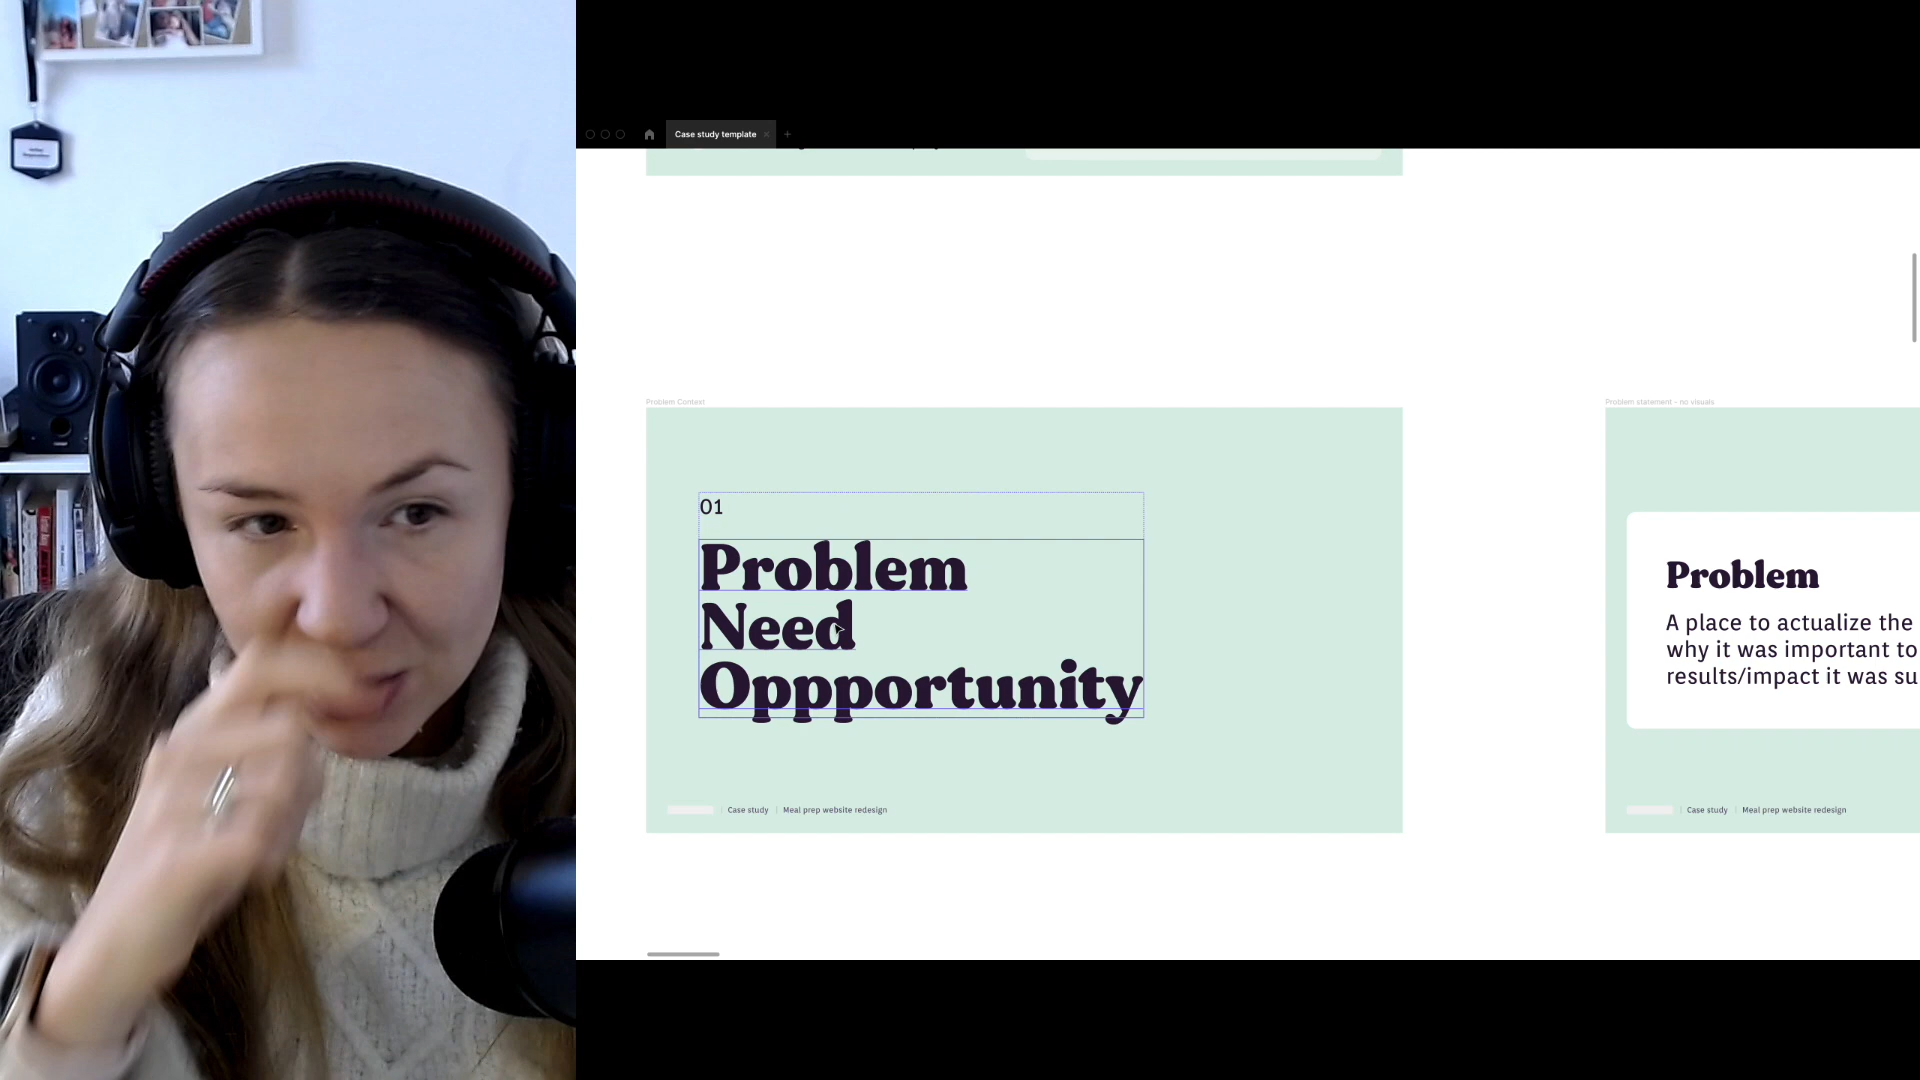 Case study template
Problem Context
01
Problem
Need
Oppportunity
Case study | Meal prep website redesign
Problem statement - no visuals
Problem
A place to actualize the
why it was important to
results/impact it was su
Case study | Meal prep website redesign